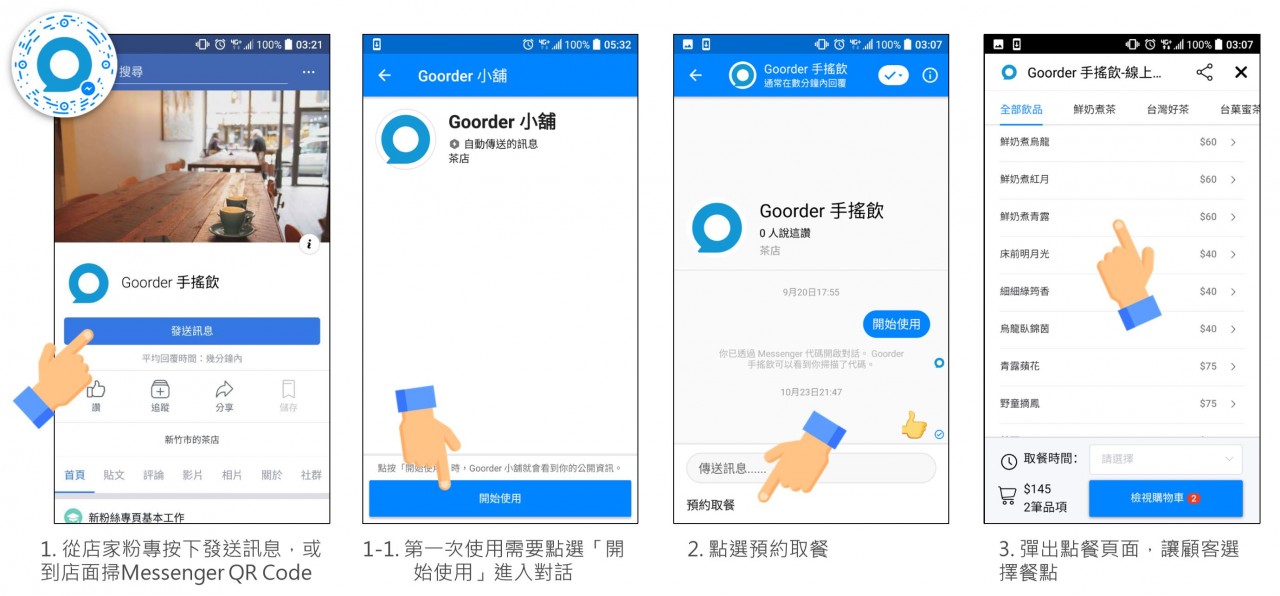 100% 03:21
搜尋
Goorder 手搖飲
發送訊息
平均回覆時間：幾分鐘內
讚 追蹤 分享 儲存
新竹市的茶店
首頁 貼文 評論 影片 相片 關於 社群
新粉絲專頁基本工作
1. 從店家粉專按下發送訊息，或
到店面掃Messenger QR Code
100% 05:32
Goorder 小舖
Goorder 小舖
自動傳送的訊息
茶店
點按「開始使用」時，Goorder 小舖就會看到你的公開資訊。
開始使用
1-1. 第一次使用需要點選「開
始使用」進入對話
100% 03:07
Goorder 手搖飲
通常在數分鐘內回覆
Goorder 手搖飲
0 人說這讚
茶店
9月20日17:55
開始使用
你已透過 Messenger 代碼開啟對話。 Goorder
手搖飲可以看到你掃描了代碼。
10月23日21:47
傳送訊息......
預約取餐
2. 點選預約取餐
100% 03:07
Goorder 手搖飲-線上...
全部飲品 鮮奶煮茶 台灣好茶 台菓蜜茶
鮮奶煮烏龍 $60
鮮奶煮紅月 $60
鮮奶煮青露 $60
床前明月光 $40
細細綠筠香 $40
烏龍臥錦茵 $40
青露蘋花 $75
野童摘鳳 $75
取餐時間： 請選擇
$145
2筆品項
檢視購物車 2
3. 彈出點餐頁面，讓顧客選
擇餐點